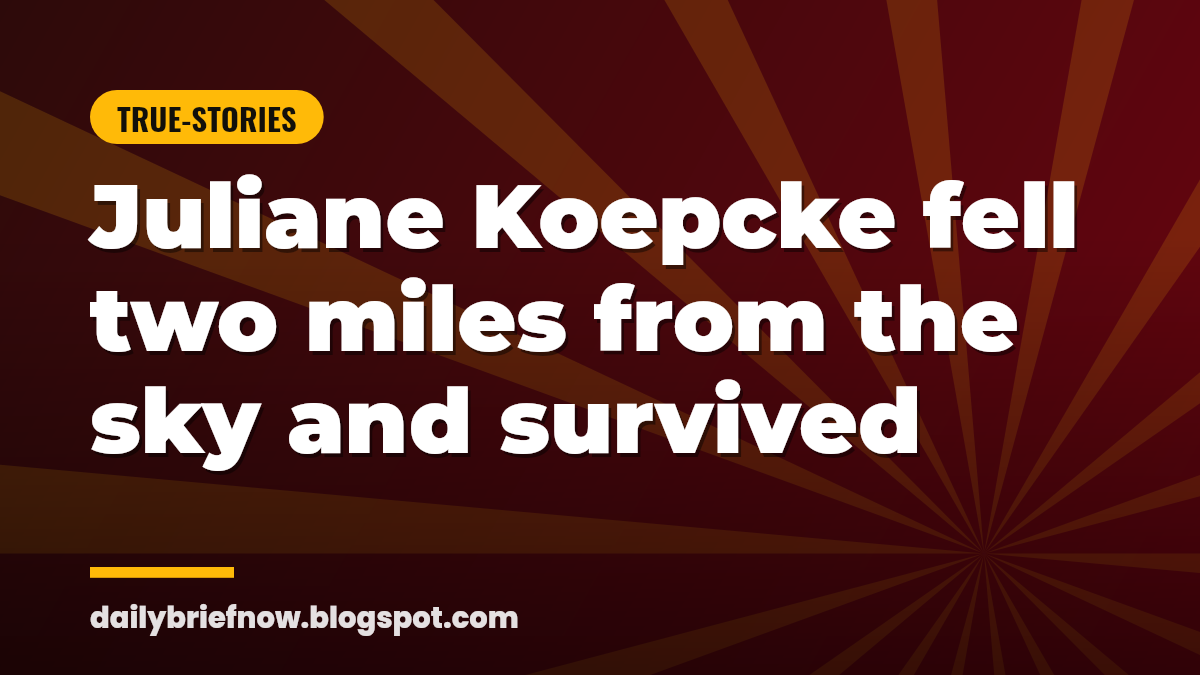 TRUE-STORIES
Juliane Koepcke fell
two miles from the
sky and survived
dailybriefnow.blogspot.com